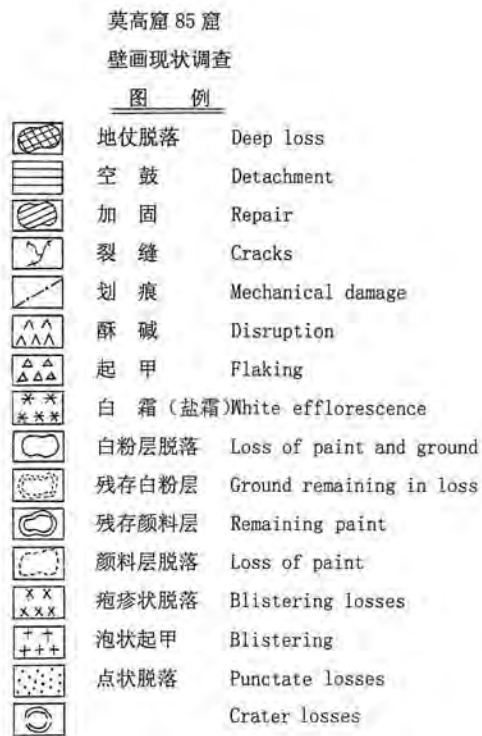 莫高窟 85 窟
壁画现状调查
图 例
地仗脱落 Deep loss
空 鼓 Detachment
加 固 Repair
裂 缝 Cracks
划 痕 Mechanical damage
酥 碱 Disruption
起 甲 Flaking
白 霜（盐霜）White efflorescence
白粉层脱落 Loss of paint and ground
残存白粉层 Ground remaining in loss
残存颜料层 Remaining paint
颜料层脱落 Loss of paint
疱疹状脱落 Blistering losses
泡状起甲 Blistering
点状脱落 Punctate losses
Crater losses